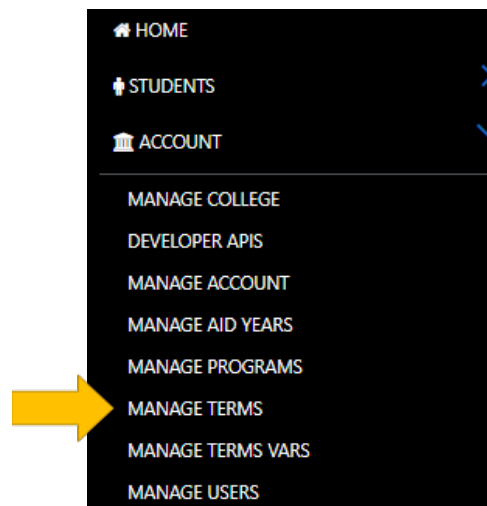 HOME
STUDENTS
ACCOUNT
MANAGE COLLEGE
DEVELOPER APIS
MANAGE ACCOUNT
MANAGE AID YEARS
MANAGE PROGRAMS
MANAGE TERMS
MANAGE TERMS VARS
MANAGE USERS